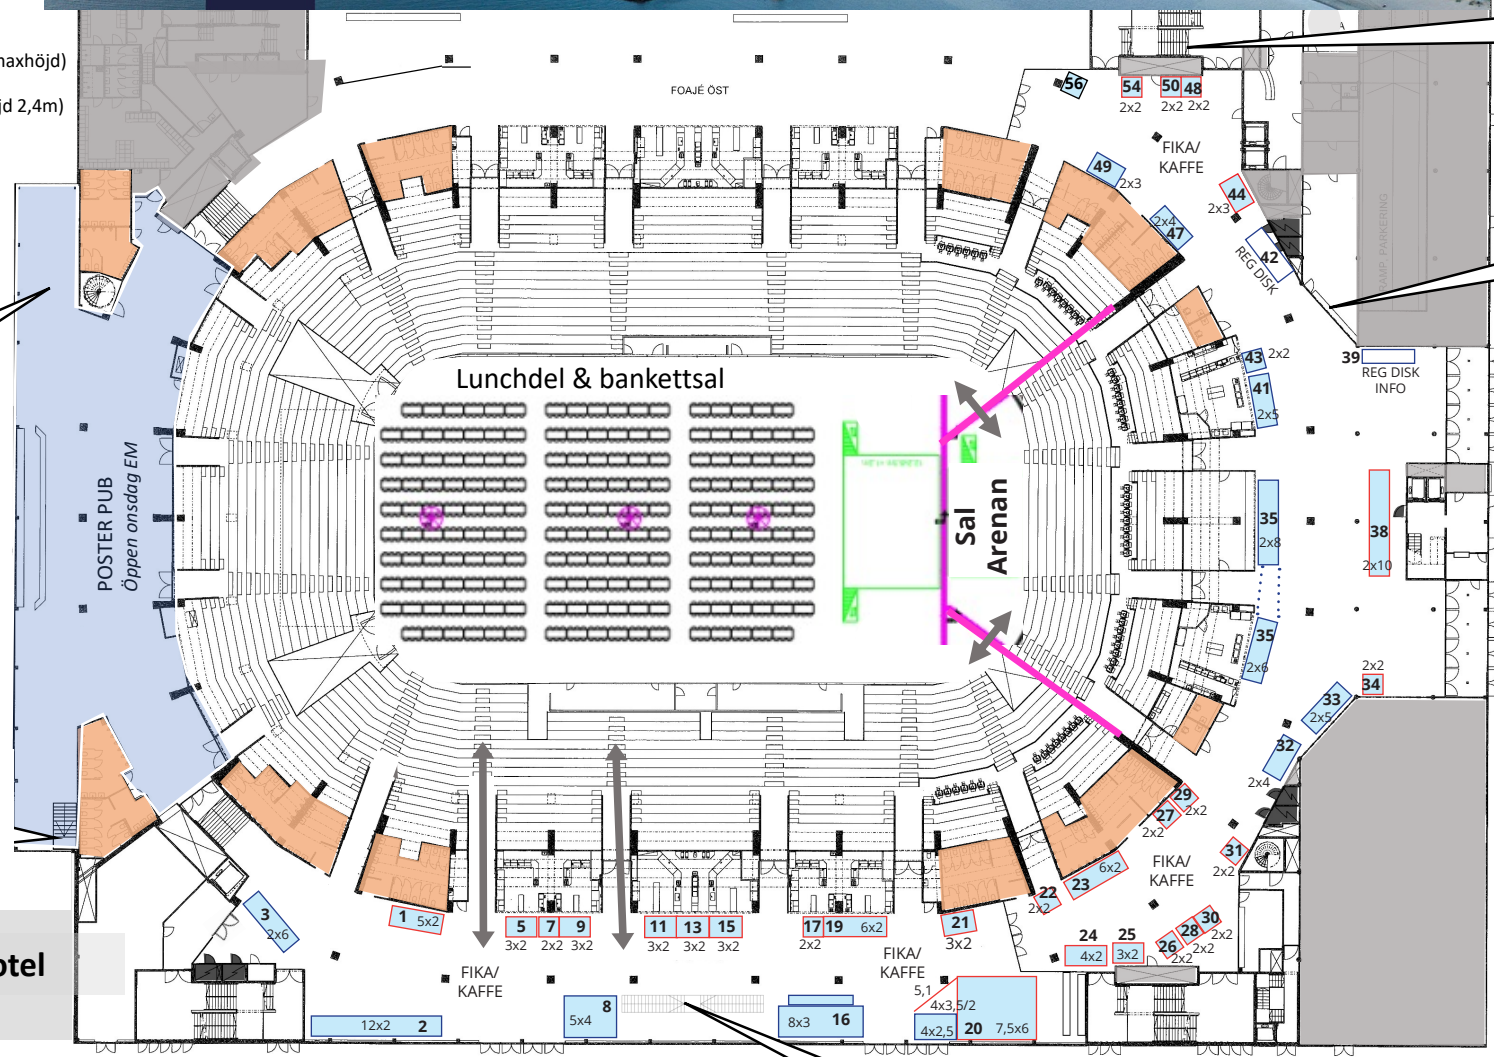 maxhöjd)
jd 2,4m)
FOAJÉ ÖST
56
54
50 48
2x2
2x2 2x2
FIKA/
KAFFE
49
2x3
44
2x3
2x4
47
42
REG DISK
RAMP, PARKERING
43 2x2
39
REG DISK
INFO
41
2x5
Lunchdel & bankettsal
POSTER PUB
Öppen onsdag EM
Sal
Arenan
35
2x8
38
2x10
35
2x6
2x2
34
33
2x5
32
2x4
29
2x2
27
2x2
31
2x2
FIKA/
KAFFE
6x2
23
22
2x2
30
2x2
28
2x2
26
2x2
24
4x2
25
3x2
21
3x2
3
2x6
1 5x2
5
3x2
7
2x2
9
3x2
11
3x2
13
3x2
15
3x2
17
2x2
19 6x2
FIKA/
KAFFE
FIKA/
KAFFE
otel
12x2 2
8
5x4
8x3 16
5,1
4x3,5/2
4x2,5 20 7,5x6